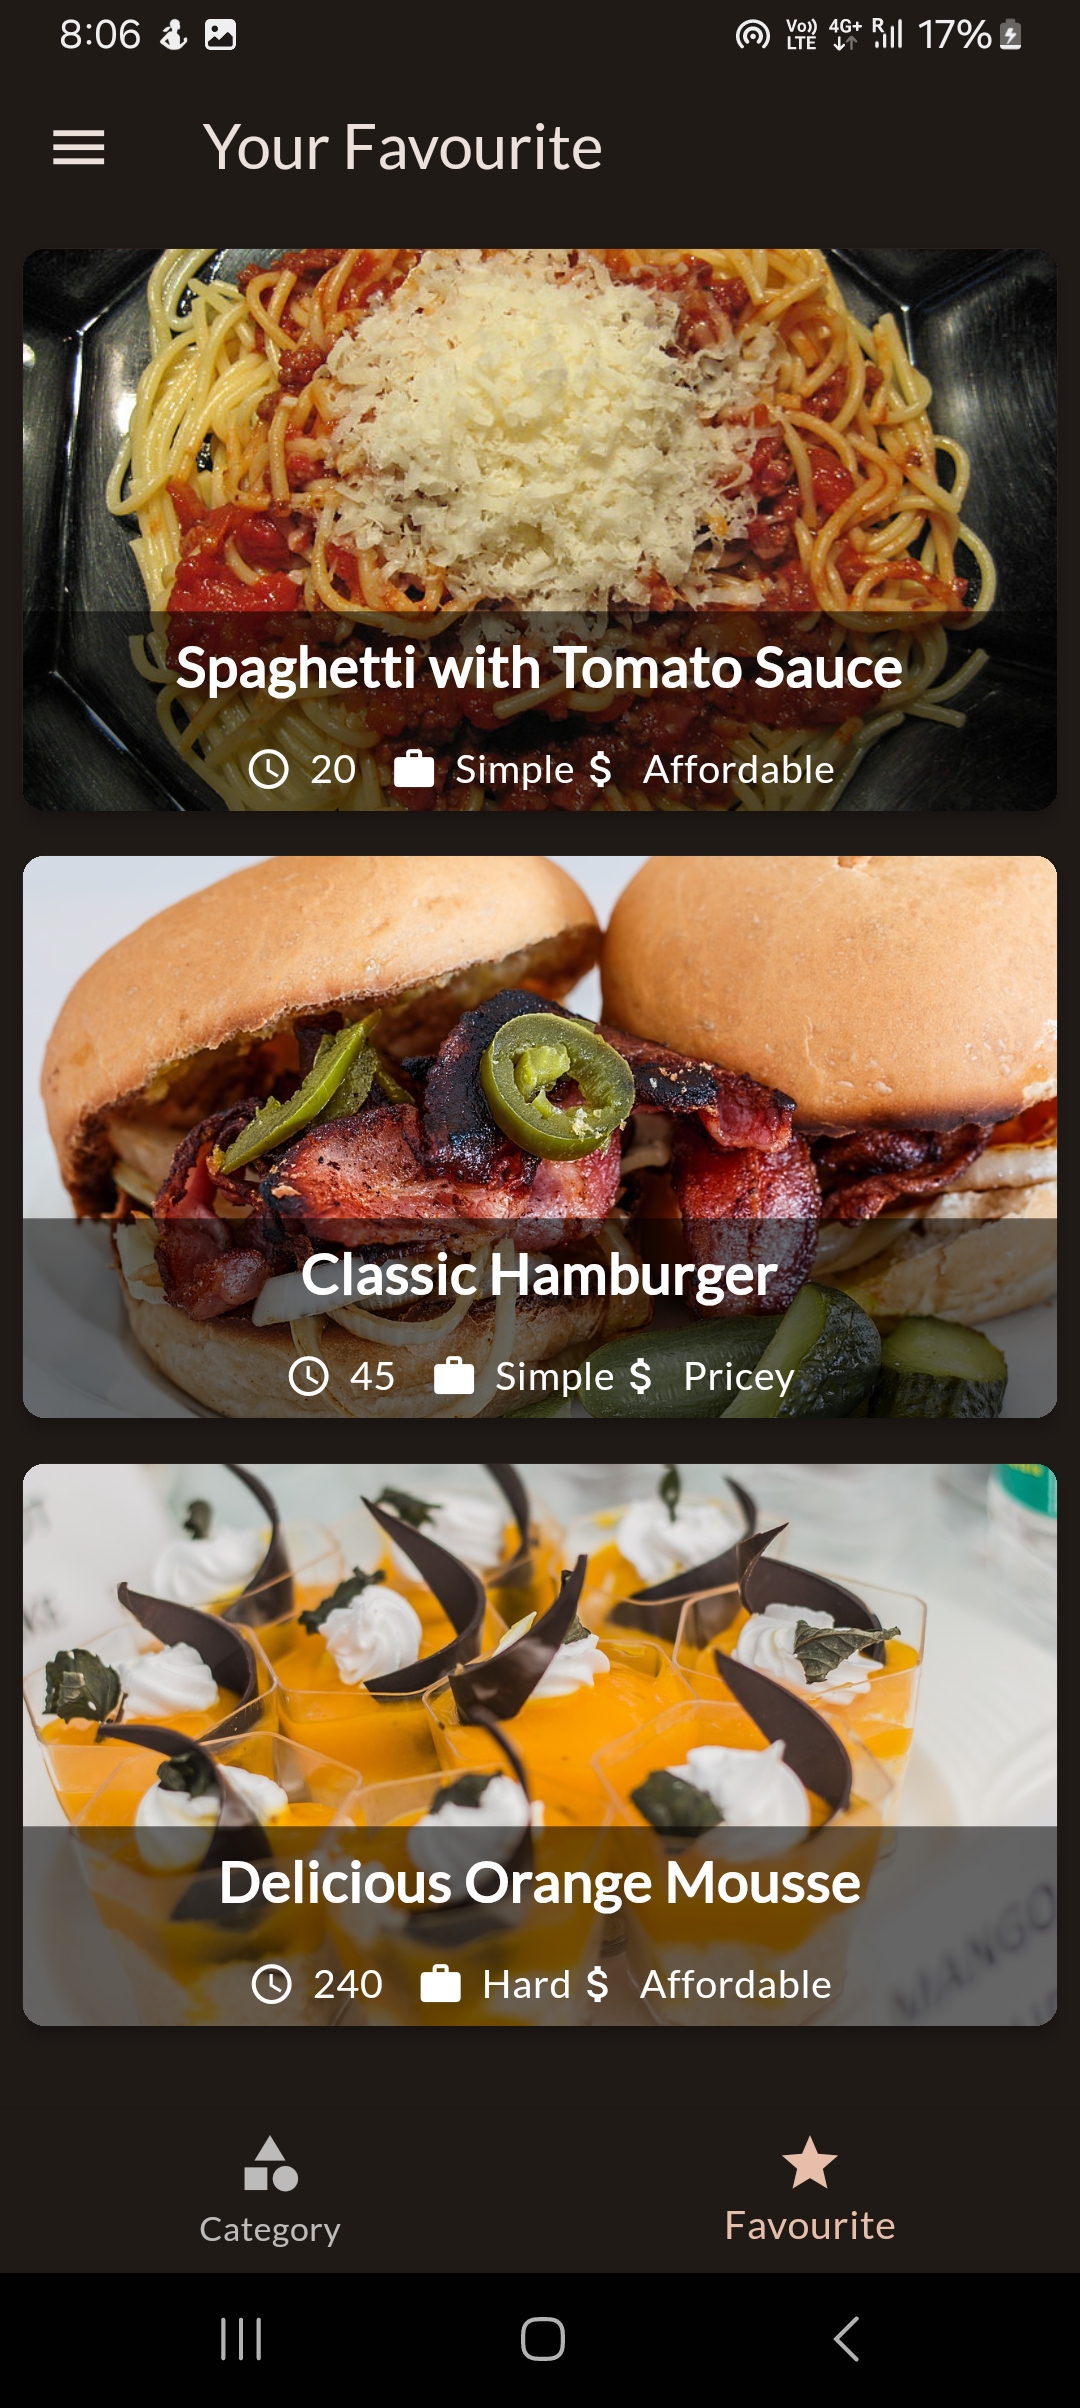 8:06 Vo)) LTE 4G+ R 17%
Your Favourite
Spaghetti with Tomato Sauce
20 Simple $ Affordable
Classic Hamburger
45 Simple $ Pricey
MANGO
Delicious Orange Mousse
240 Hard $ Affordable
Category Favourite